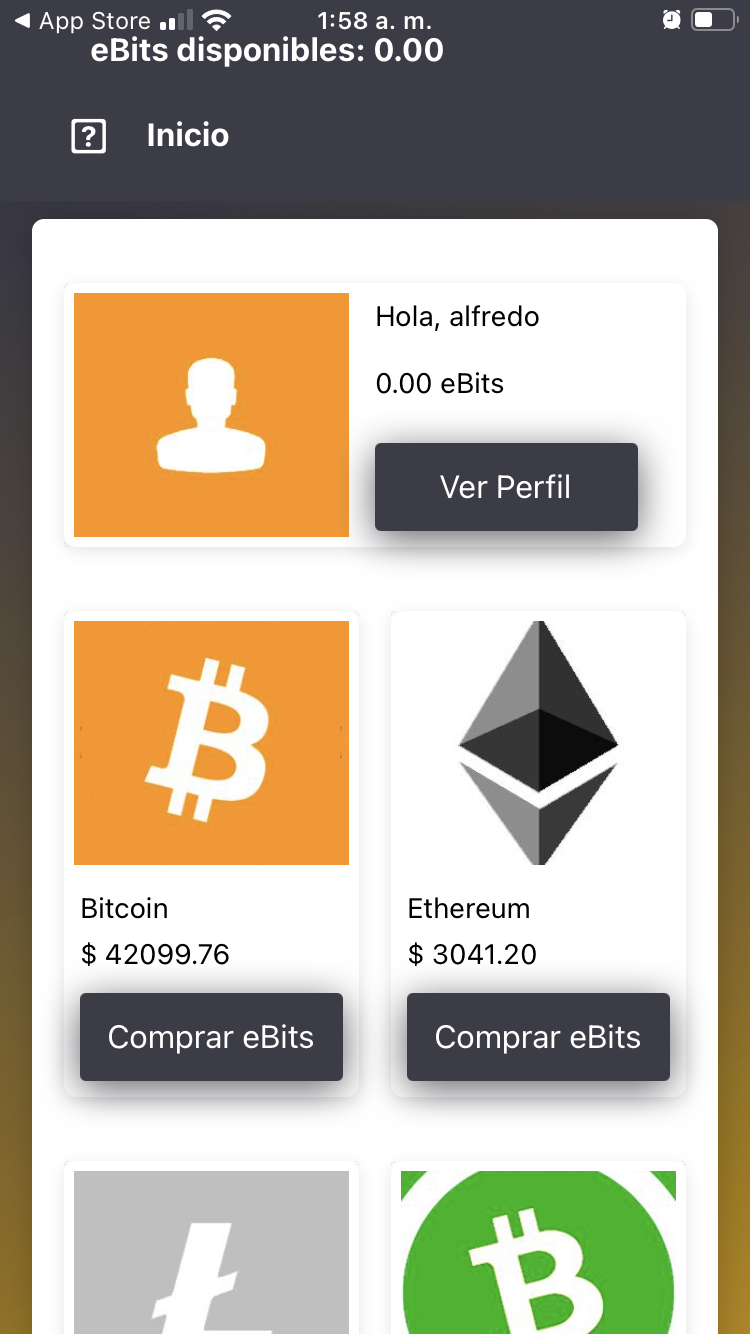 App Store
1:58 a. m.
eBits disponibles: 0.00
? Inicio
Hola, alfredo
0.00 eBits
Ver Perfil
Bitcoin
$ 42099.76
Comprar eBits
Ethereum
$ 3041.20
Comprar eBits